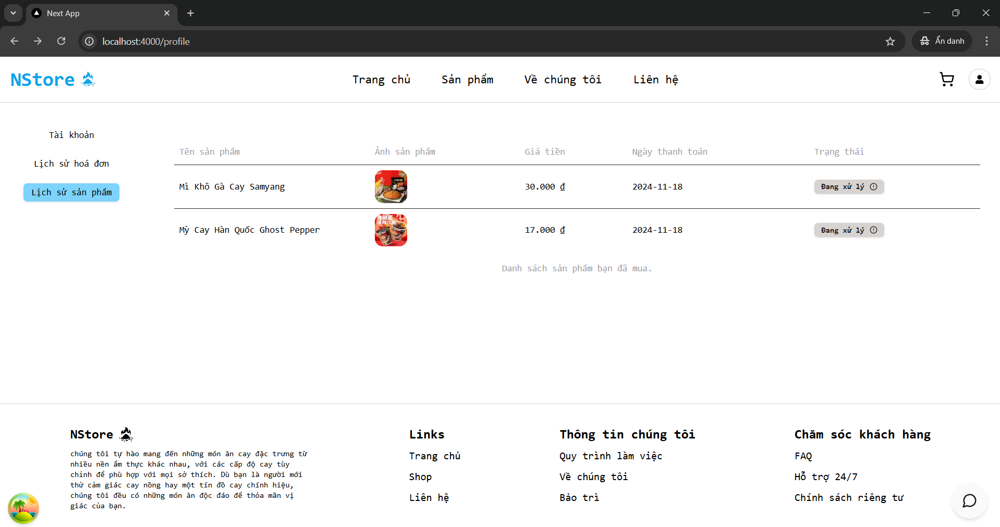 Next App
localhost:4000/profile
Ẩn danh
NStore
Trang chủ
Sản phẩm
Về chúng tôi
Liên hệ
Tài khoản
Lịch sử hoá đơn
Lịch sử sản phẩm
Tên sản phẩm
Ảnh sản phẩm
Giá tiền
Ngày thanh toán
Trạng thái
Mì Khô Gà Cay Samyang
30.000 ₫
2024-11-18
Đang xử lý
Mỳ Cay Hàn Quốc Ghost Pepper
17.000 ₫
2024-11-18
Đang xử lý
Danh sách sản phẩm bạn đã mua.
NStore
chúng tôi tự hào mang đến những món ăn cay đặc trưng từ
nhiều nền ẩm thực khác nhau, với các cấp độ cay tùy
chỉnh để phù hợp với mọi sở thích. Dù bạn là người mới
thử cảm giác cay nồng hay một tín đồ cay chính hiệu,
chúng tôi đều có những món ăn độc đáo để thỏa mãn vị
giác của bạn.
Links
Trang chủ
Shop
Liên hệ
Thông tin chúng tôi
Quy trình làm việc
Về chúng tôi
Bảo trì
Chăm sóc khách hàng
FAQ
Hỗ trợ 24/7
Chính sách riêng tư